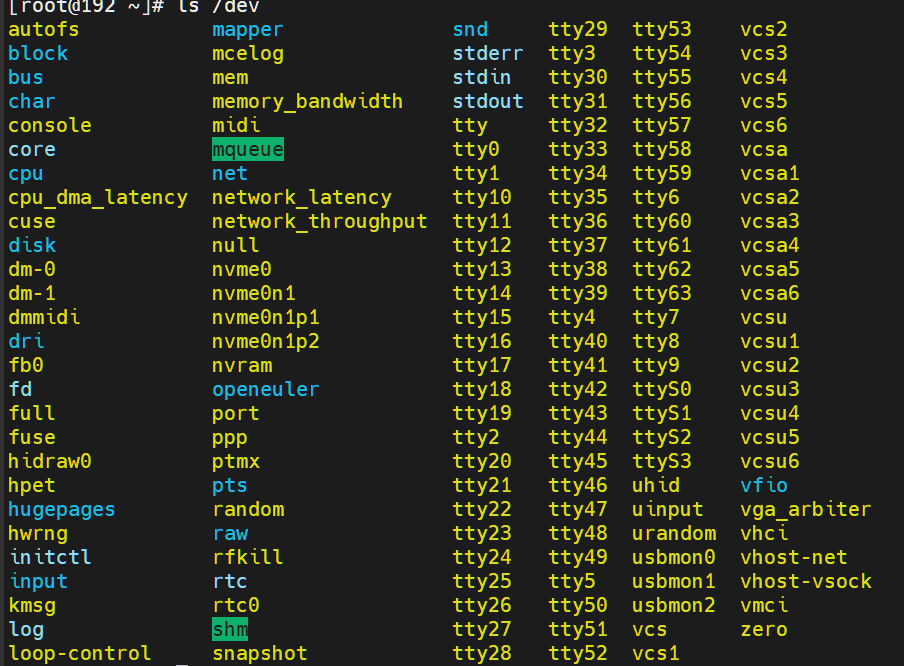 [root@192 ~]# ls /dev
autofs mapper snd tty29 tty53 vcs2
block mcelog stderr tty3 tty54 vcs3
bus mem stdin tty30 tty55 vcs4
char memory_bandwidth stdout tty31 tty56 vcs5
console midi tty tty32 tty57 vcs6
core mqueue tty0 tty33 tty58 vcsa
cpu net tty1 tty34 tty59 vcsa1
cpu_dma_latency network_latency tty10 tty35 tty6 vcsa2
cuse network_throughput tty11 tty36 tty60 vcsa3
disk null tty12 tty37 tty61 vcsa4
dm-0 nvme0 tty13 tty38 tty62 vcsa5
dm-1 nvme0n1 tty14 tty39 tty63 vcsa6
dmmidi nvme0n1p1 tty15 tty4 tty7 vcsu
dri nvme0n1p2 tty16 tty40 tty8 vcsu1
fb0 nvram tty17 tty41 tty9 vcsu2
fd openeuler tty18 tty42 ttyS0 vcsu3
full port tty19 tty43 ttyS1 vcsu4
fuse ppp tty2 tty44 ttyS2 vcsu5
hidraw0 ptmx tty20 tty45 ttyS3 vcsu6
hpet pts tty21 tty46 uhid vfio
hugepages random tty22 tty47 uinput vga_arbiter
hwrng raw tty23 tty48 urandom vhci
initctl rfkill tty24 tty49 usbmon0 vhost-net
input rtc tty25 tty5 usbmon1 vhost-vsock
kmsg rtc0 tty26 tty50 usbmon2 vmci
log shm tty27 tty51 vcs zero
loop-control snapshot tty28 tty52 vcs1